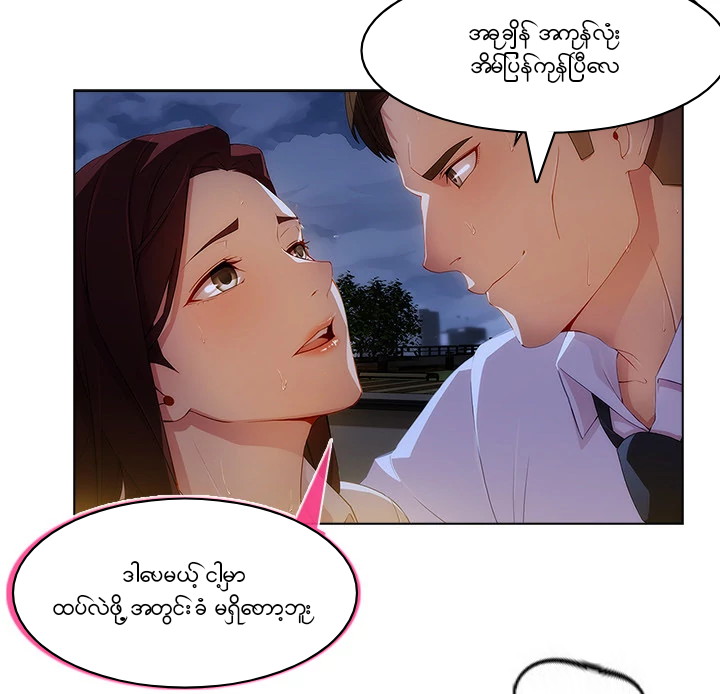 အခုချိန် အကုန်လုံး
အိမ်ပြန်ကုန်ပြီလေ
ဒါပေမယ့် ငါ့မှာ
ထပ်လဲဖို့ အတွင်းခံ မရှိတော့ဘူး